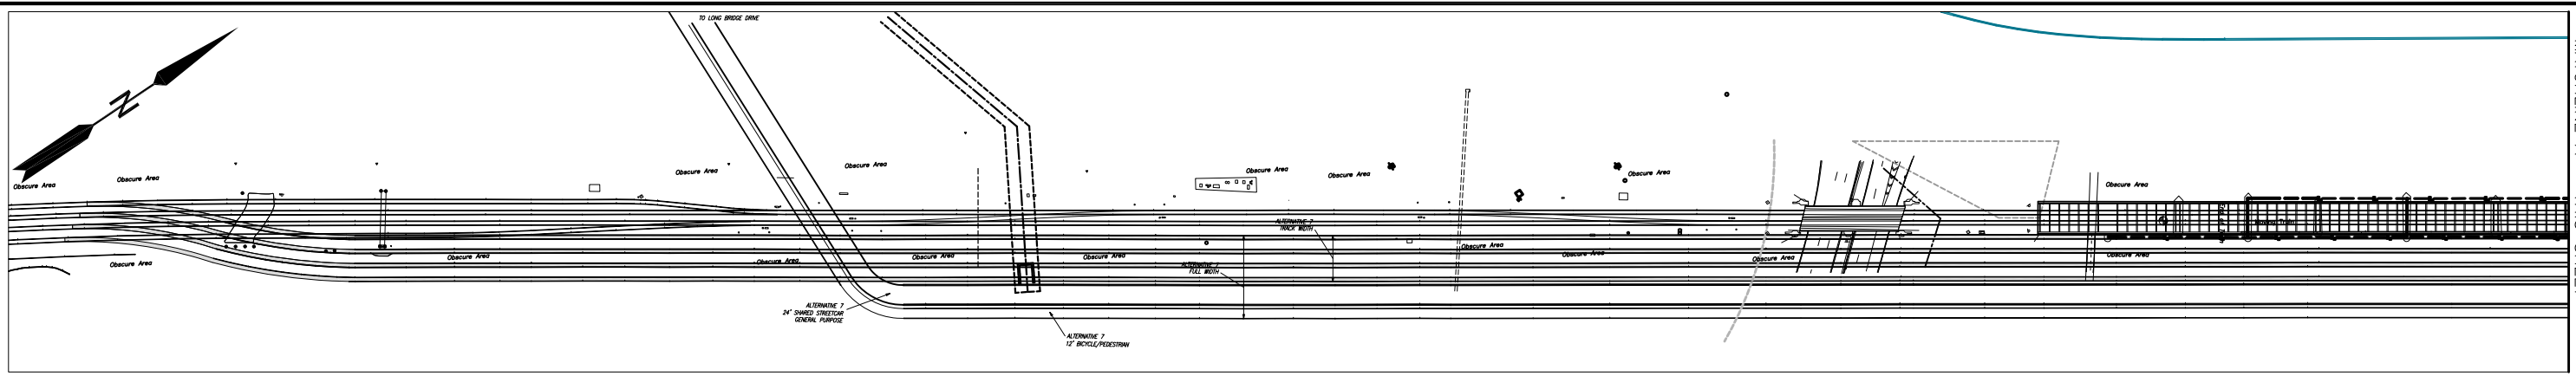 TO LONG BRIDGE DRIVE
N
Obscure Area
Obscure Area
Obscure Area
Obscure Area
Obscure Area
Obscure Area
Obscure Area
Obscure Area
ALTERNATIVE 7
TRACK WIDTH
Obscure Area
Obscure Area
Obscure Area
Obscure Area
Obscure Area
Obscure Area
Obscure Area
Obscure Area
Obscure Area
Obscure Area
ALTERNATIVE 7
FULL WIDTH
ALTERNATIVE 7
24' SHARED STREETCAR
GENERAL PURPOSE
ALTERNATIVE 7
12' BICYCLE/PEDESTRIAN
Moving Train